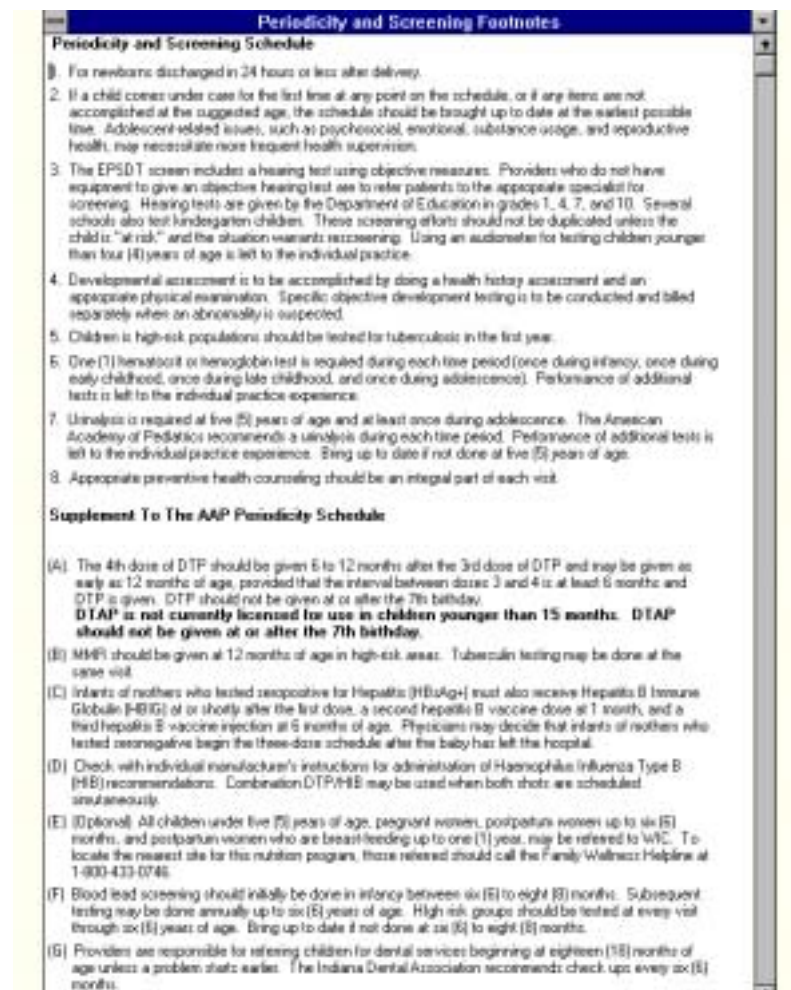 Periodicity and Screening Footnotes
Periodicity and Screening Schedule
1. For newborns discharged in 24 hours or less after delivery.
2. If a child comes under care for the first time at any point on the schedule, or if any items are not
accomplished at the suggested age, the schedule should be brought up to date at the earliest possible
time. Adolescent-related issues, such as psychosocial, emotional, substance usage, and reproductive
health, may necessitate more frequent health supervision.
3. The EPSDT screen includes a hearing test using objective measures. Providers who do not have
equipment to give an objective hearing test are to refer patients to the appropriate specialist for
screening. Hearing tests are given by the Department of Education in grades 1, 4, 7, and 10. Several
schools also test kindergarten children. These screening efforts should not be duplicated unless the
child is "at risk" and the situation warrants rescreening. Using an audiometer for testing children younger
than four (4) years of age is left to the individual practice.
4. Developmental assessment is to be accomplished by doing a health history assessment and an
appropriate physical examination. Specific objective development testing is to be conducted and billed
separately when an abnormality is suspected.
5. Children is high-risk populations should be tested for tuberculosis in the first year.
6. One (1) hematocrit or hemoglobin test is required during each time period (once during infancy, once during
early childhood, once during late childhood, and once during adolescence). Performance of additional
tests is left to the individual practice experience.
7. Urinalysis is required at five (5) years of age and at least once during adolescence. The American
Academy of Pediatrics recommends a urinalysis during each time period. Performance of additional tests is
left to the individual practice experience. Bring up to date if not done at five (5) years of age.
8. Appropriate preventive health counseling should be an integral part of each visit.
Supplement To The AAP Periodicity Schedule
(A) The 4th dose of DTP should be given 6 to 12 months after the 3rd dose of DTP and may be given as
early as 12 months of age, provided that the interval between doses 3 and 4 is at least 6 months and
DTP is given. DTP should not be given at or after the 7th birthday.
DTAP is not currently licensed for use in children younger than 15 months. DTAP
should not be given at or after the 7th birthday.
(B) MMR should be given at 12 months of age in high-risk areas. Tuberculin testing may be done at the
same visit.
(C) Infants of mothers who tested seropositive for Hepatitis (HBsAg+) must also receive Hepatitis B Immune
Globulin (HBIG) at or shortly after the first dose, a second hepatitis B vaccine dose at 1 month, and a
third hepatitis B vaccine injection at 6 months of age. Physicians may decide that infants of mothers who
tested seronegative begin the three-dose schedule after the baby has left the hospital.
(D) Check with individual manufacturer's instructions for administration of Haemophilus Influenza Type B
(HIB) recommendations. Combination DTP/HIB may be used when both shots are scheduled
simultaneously.
(E) (Optional) All children under five (5) years of age, pregnant women, postpartum women up to six (6)
months, and postpartum women who are breast-feeding up to one (1) year, may be referred to WIC. To
locate the nearest site for this nutrition program, those referred should call the Family Wellness Helpline at
1-800-433-0746.
(F) Blood lead screening should initially be done in infancy between six (6) to eight (8) months. Subsequent
testing may be done annually up to six (6) years of age. High risk groups should be tested at every visit
through six (6) years of age. Bring up to date if not done at six (6) to eight (8) months.
(G) Providers are responsible for referring children for dental services beginning at eighteen (18) months of
age unless a problem starts earlier. The Indiana Dental Association recommends check ups every six (6)
months.